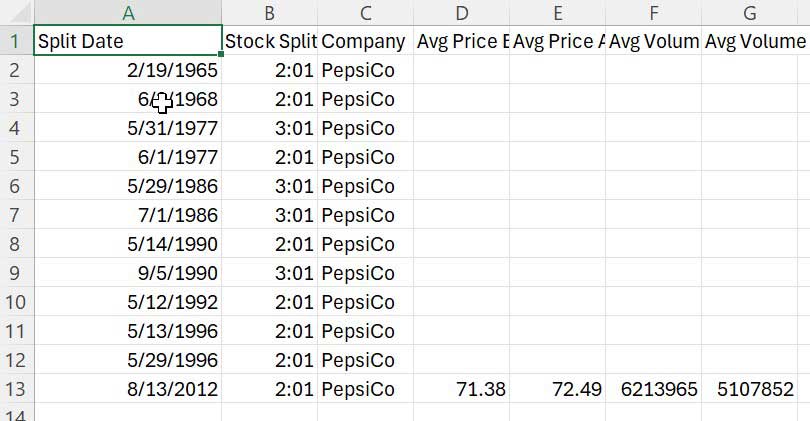 A B C D E F G
1 Split Date Stock Split Company Avg Price Avg Price Avg Volum Avg Volume
2 2/19/1965 2:01 PepsiCo
3 6/ /1968 2:01 PepsiCo
4 5/31/1977 3:01 PepsiCo
5 6/1/1977 2:01 PepsiCo
6 5/29/1986 3:01 PepsiCo
7 7/1/1986 3:01 PepsiCo
8 5/14/1990 2:01 PepsiCo
9 9/5/1990 3:01 PepsiCo
10 5/12/1992 2:01 PepsiCo
11 5/13/1996 2:01 PepsiCo
12 5/29/1996 2:01 PepsiCo
13 8/13/2012 2:01 PepsiCo 71.38 72.49 6213965 5107852
14